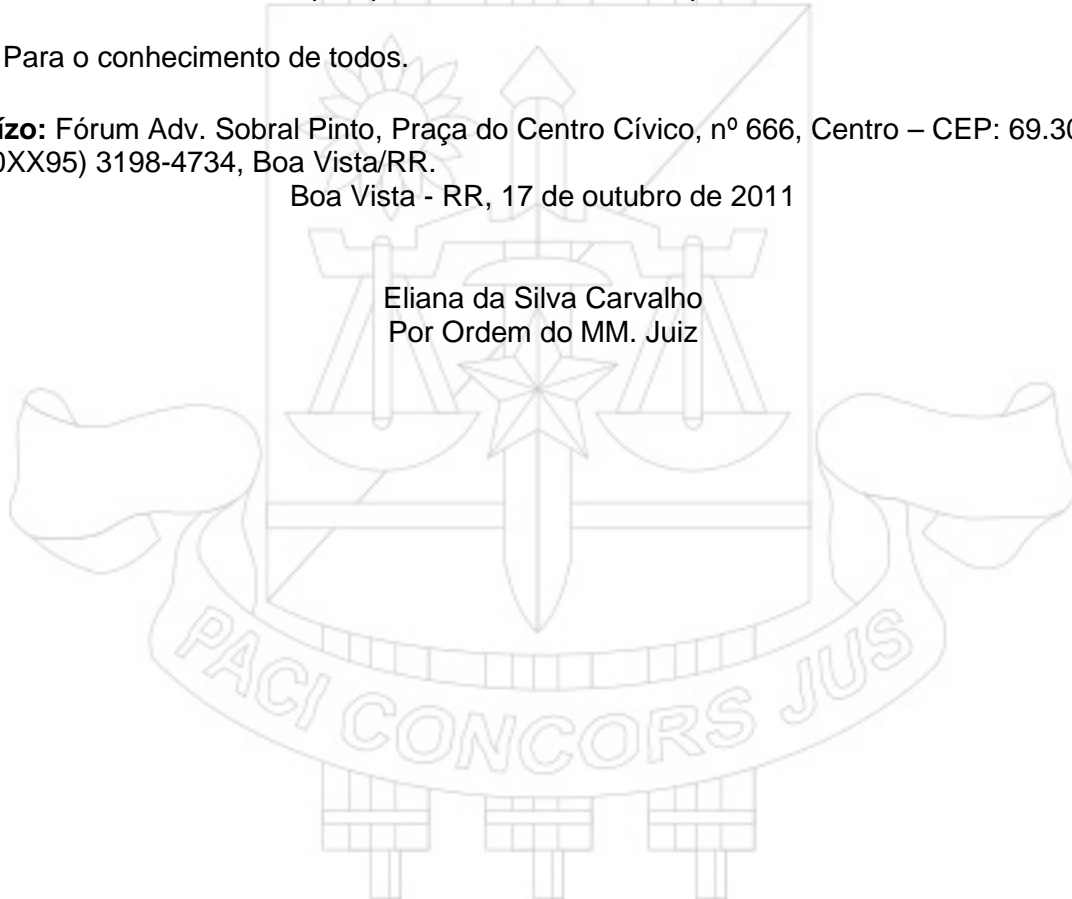 Para o conhecimento de todos.
ízo: Fórum Adv. Sobral Pinto, Praça do Centro Cívico, nº 666, Centro – CEP: 69.30
XX95) 3198-4734, Boa Vista/RR.
Boa Vista - RR, 17 de outubro de 2011
Eliana da Silva Carvalho
Por Ordem do MM. Juiz
PACI CONCORS JUS